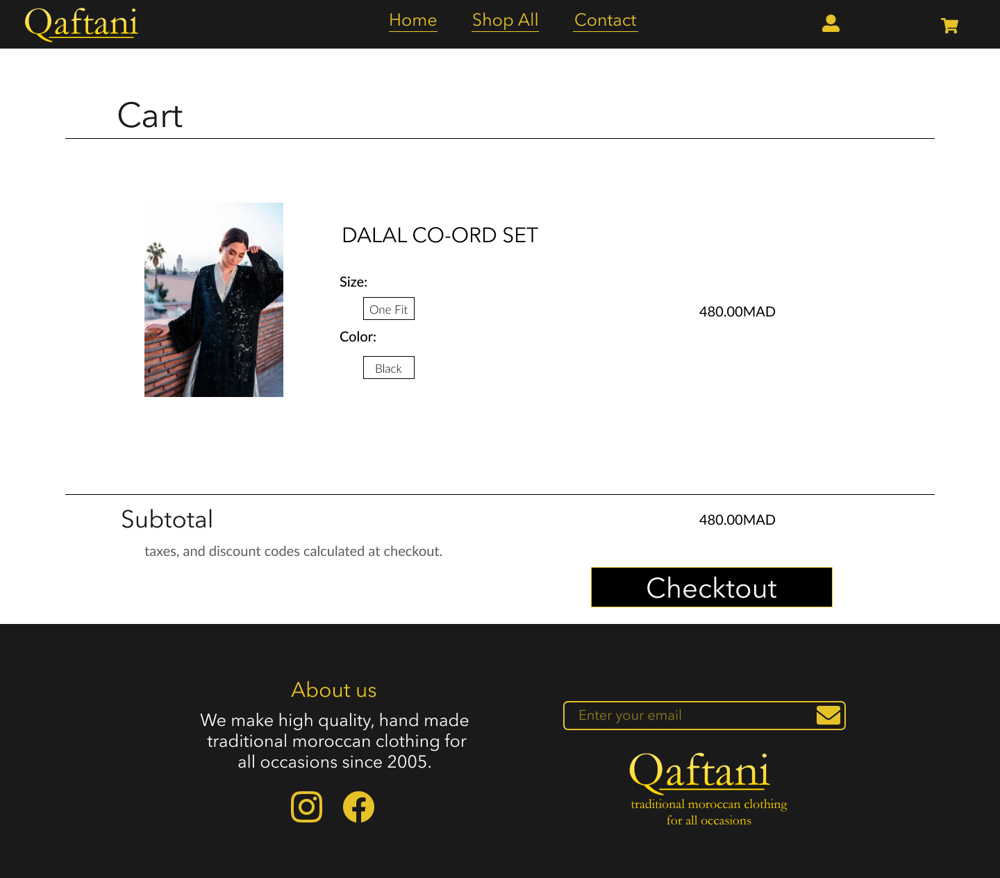 Qaftani
Home Shop All Contact
Cart
DALAL CO-ORD SET
Size:
One Fit
480.00MAD
Color:
Black
Subtotal
480.00MAD
taxes, and discount codes calculated at checkout.
Checktout
About us
We make high quality, hand made
traditional moroccan clothing for
all occasions since 2005.
Enter your email
Qaftani
traditional moroccan clothing
for all occasions